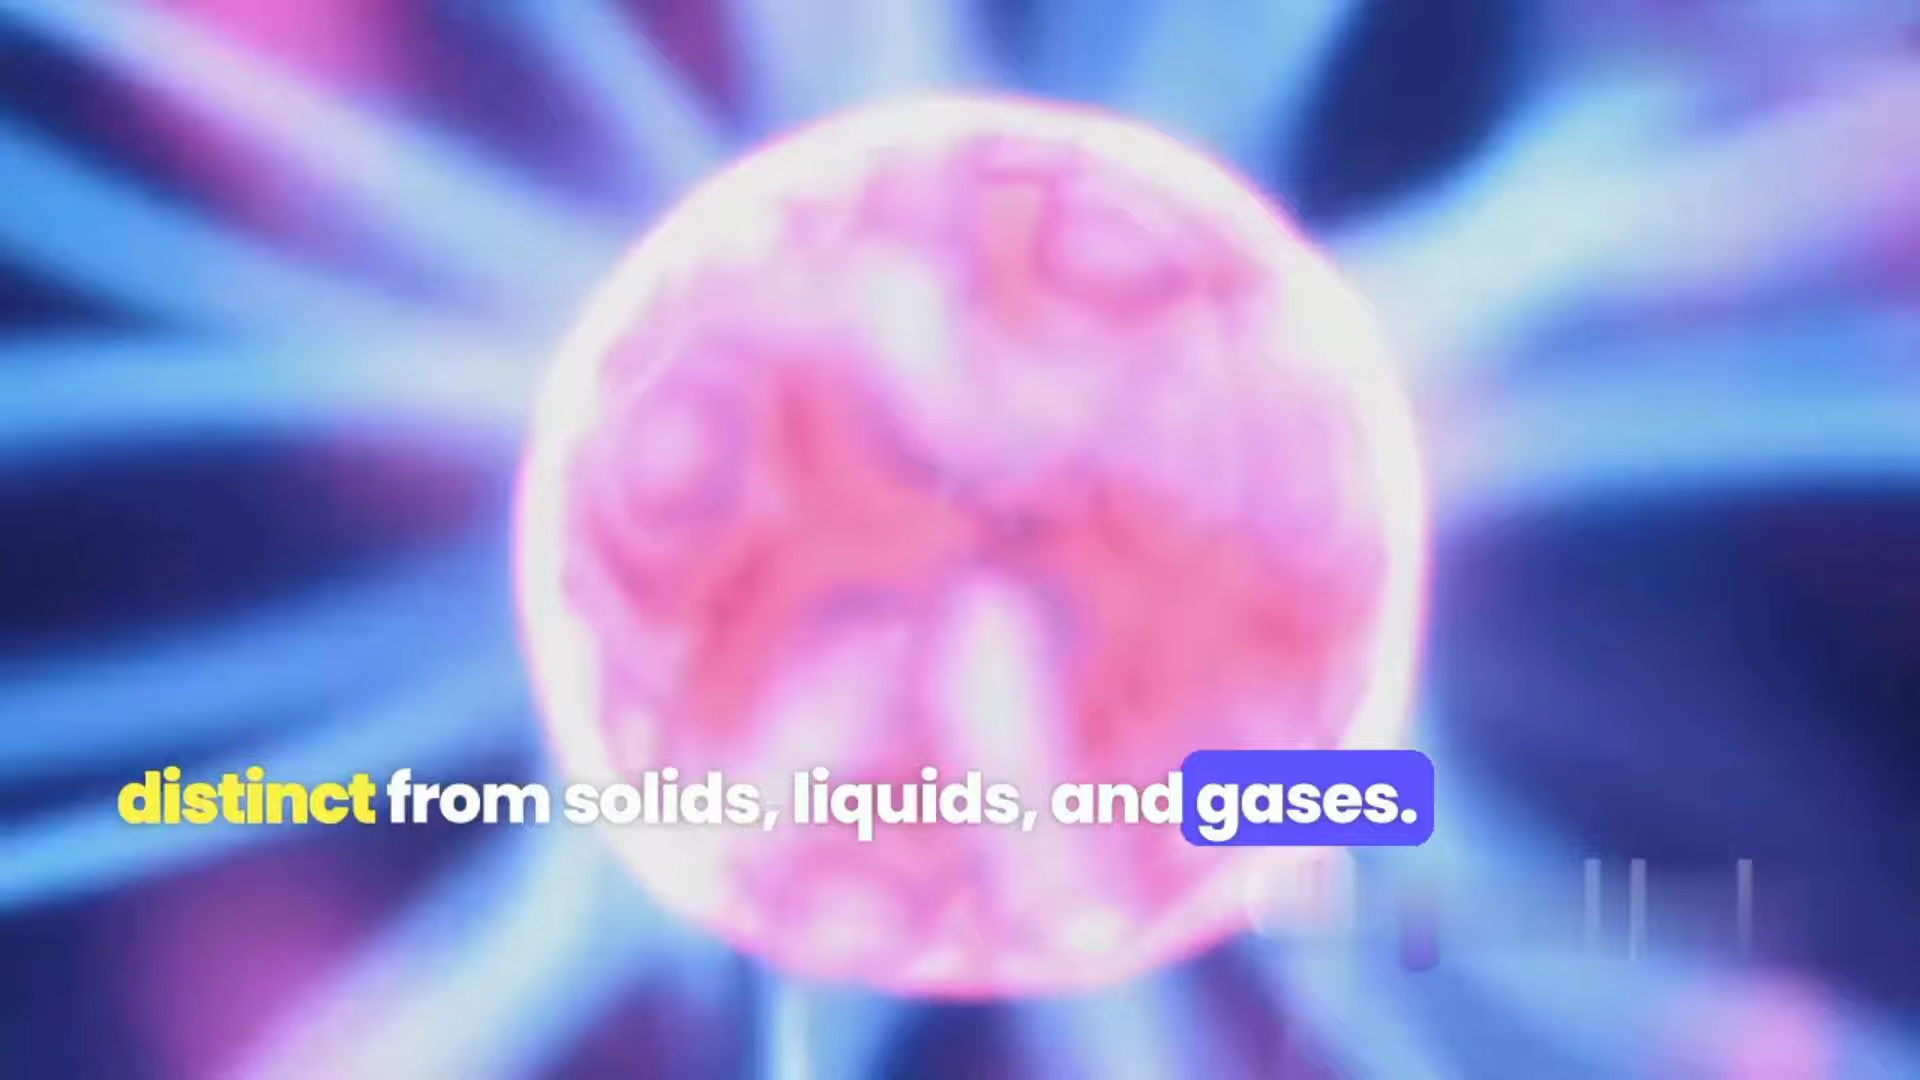 distinct from solids, liquids, and gases.